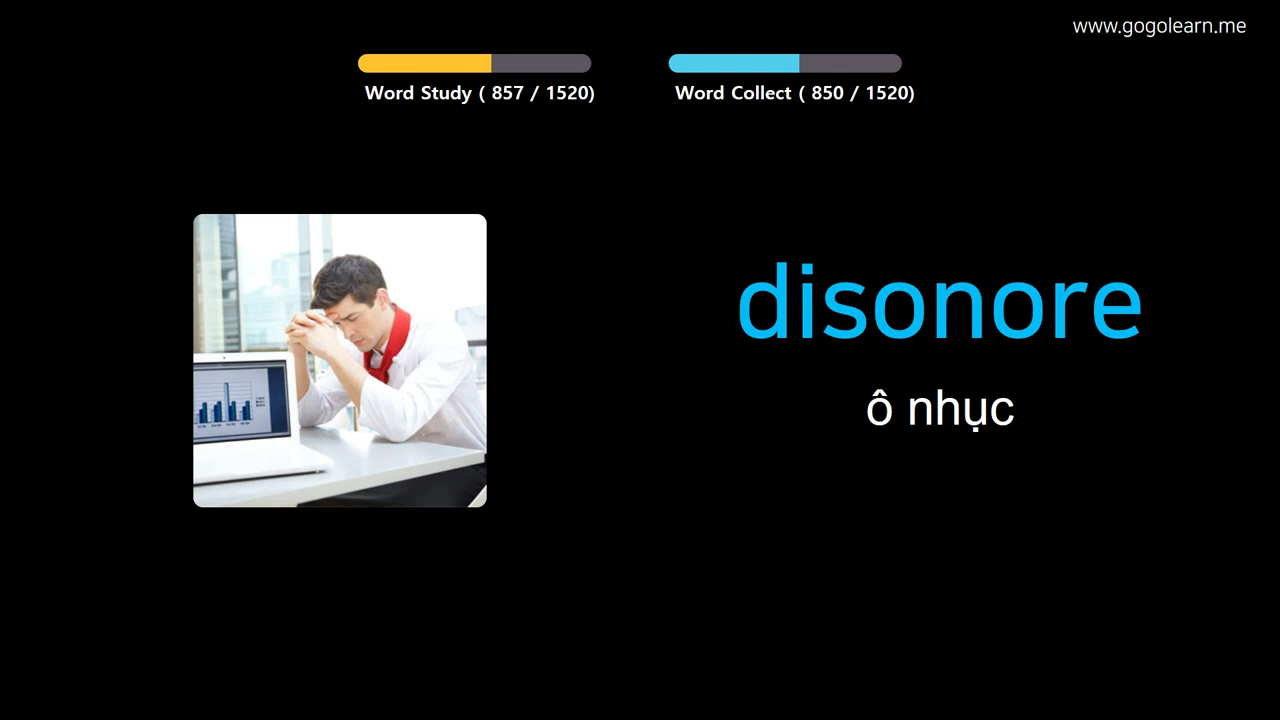 www.gogolearn.me
Word Study ( 857 / 1520)
Word Collect ( 850 / 1520)
disonore
ô nhục